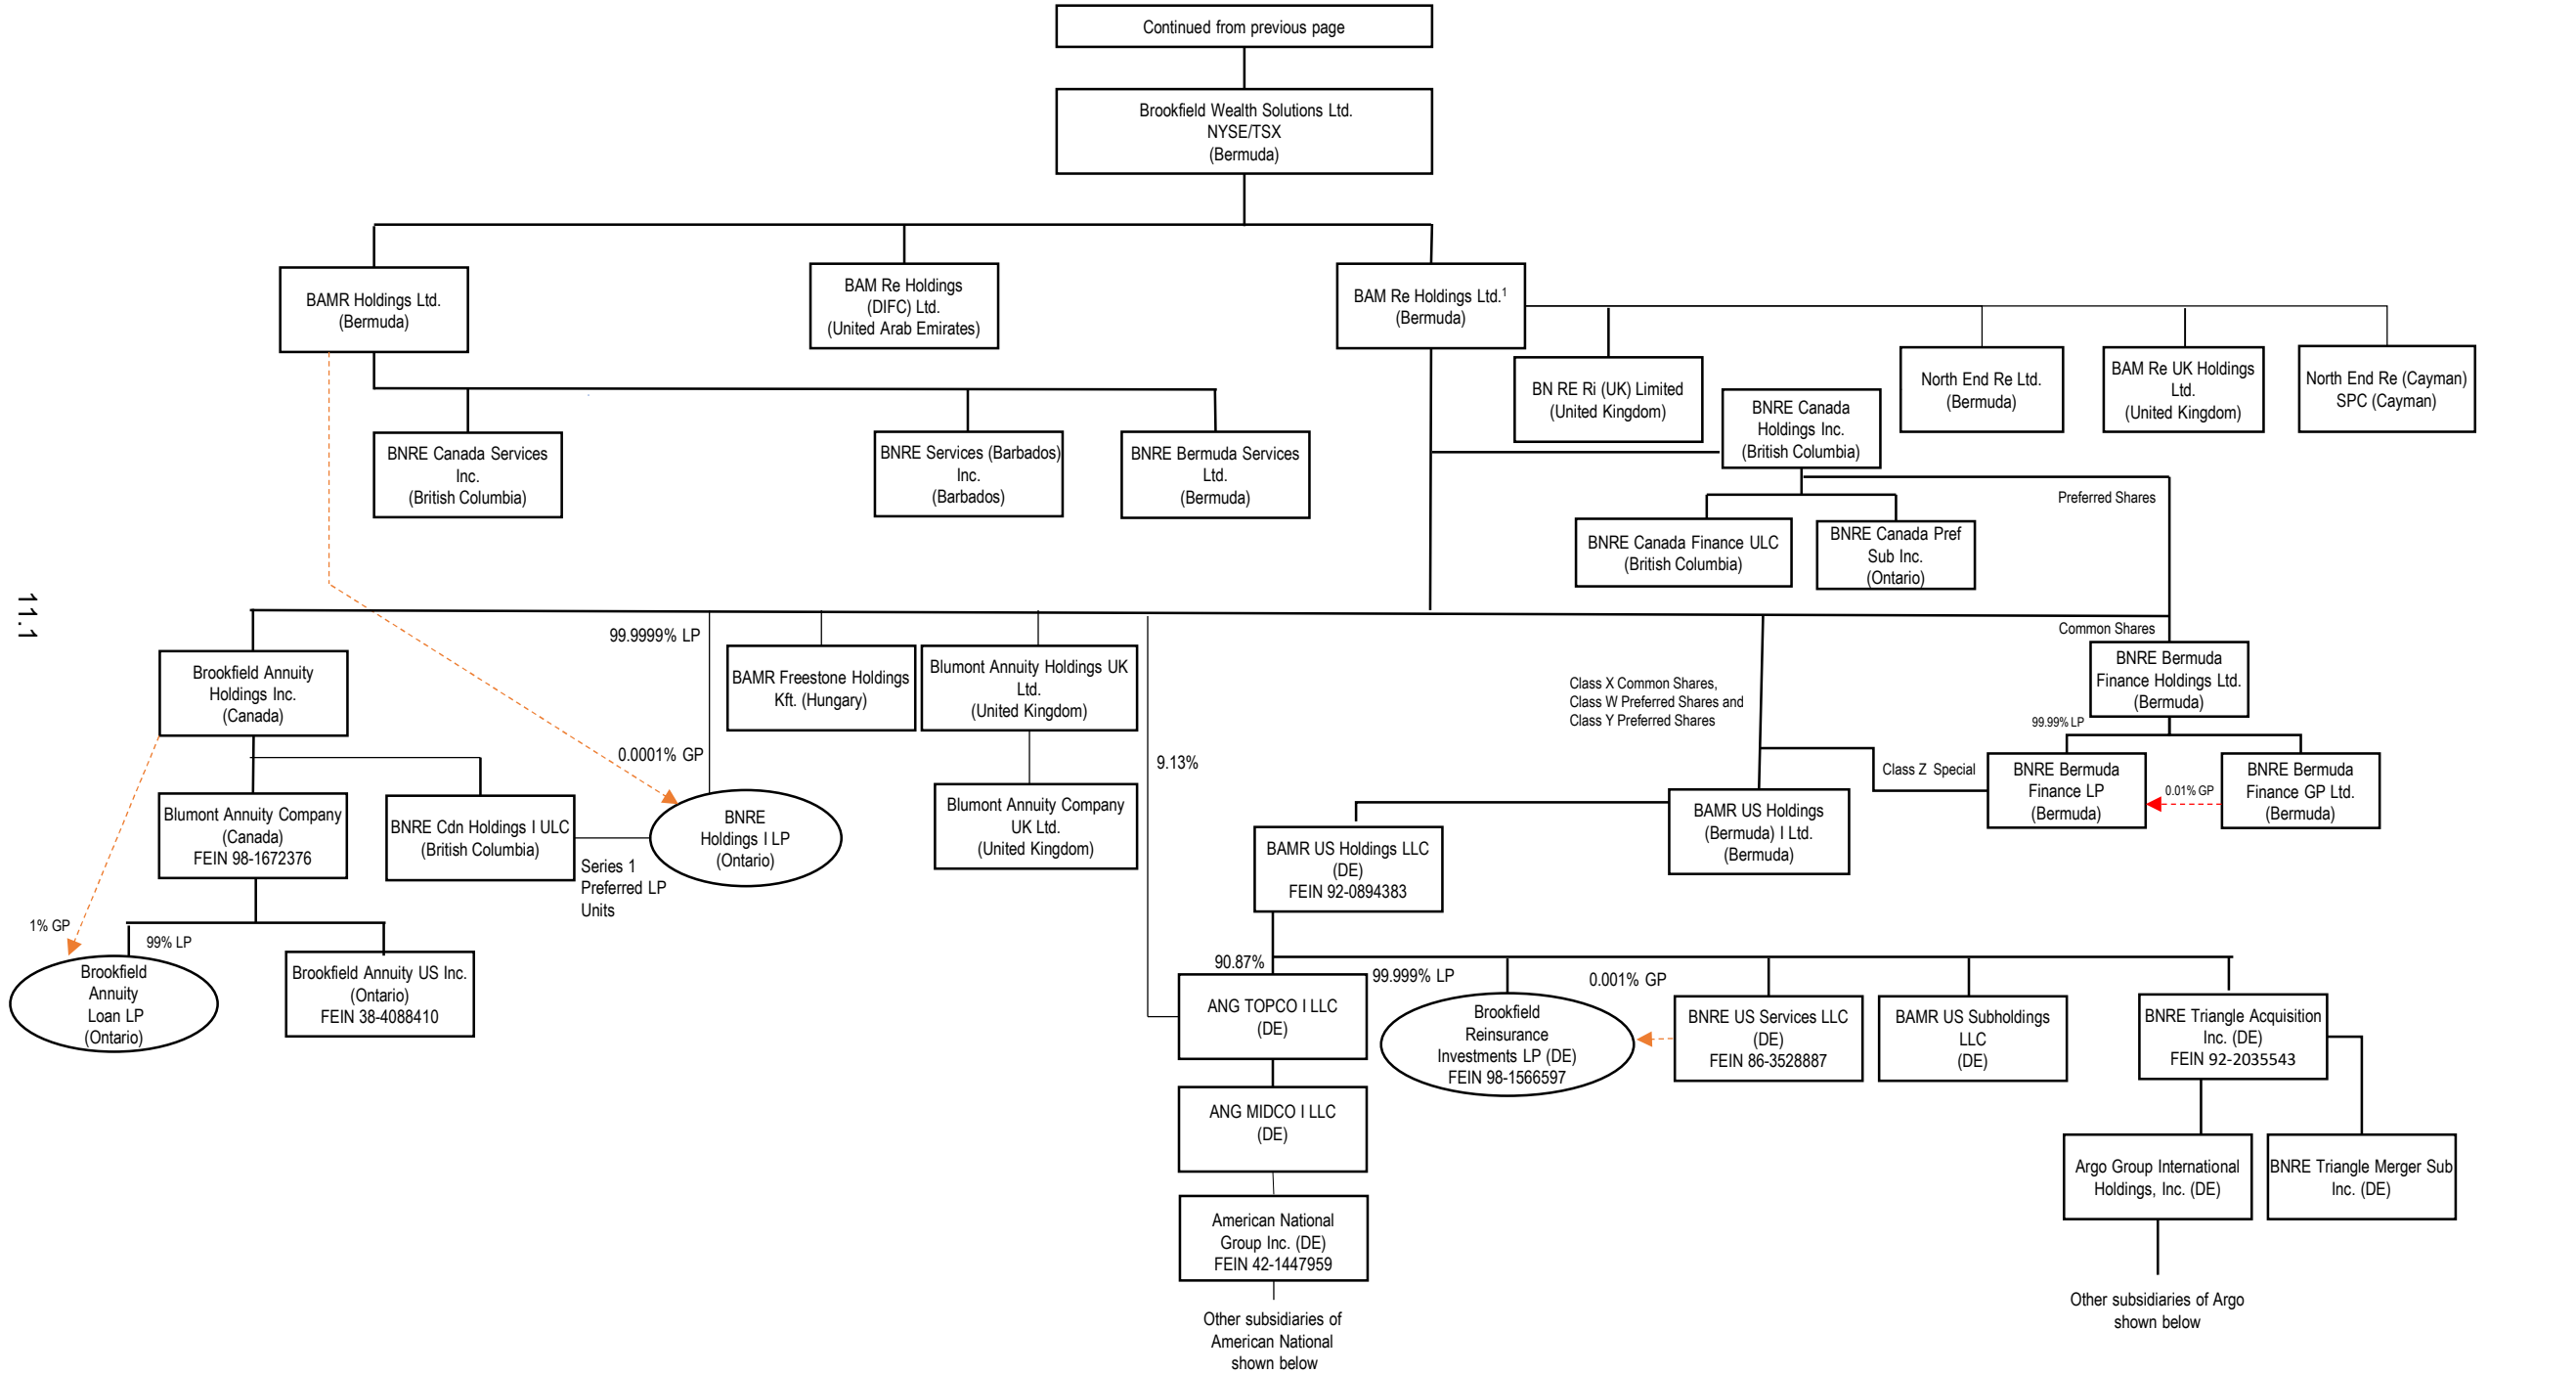 Continued from previous page
Brookfield Wealth Solutions Ltd.
NYSE/TSX
(Bermuda)
BAMR Holdings Ltd.
(Bermuda)
BAM Re Holdings
(DIFC) Ltd.
(United Arab Emirates)
BAM Re Holdings Ltd.¹
(Bermuda)
BN RE Ri (UK) Limited
(United Kingdom)
BNRE Canada
Holdings Inc.
(British Columbia)
North End Re Ltd.
(Bermuda)
BAM Re UK Holdings
Ltd.
(United Kingdom)
North End Re (Cayman)
SPC (Cayman)
BNRE Canada Services
Inc.
(British Columbia)
BNRE Services (Barbados)
Inc.
(Barbados)
BNRE Bermuda Services
Ltd.
(Bermuda)
Preferred Shares
BNRE Canada Finance ULC
(British Columbia)
BNRE Canada Pref
Sub Inc.
(Ontario)
11.1
Brookfield Annuity
Holdings Inc.
(Canada)
99.9999% LP
BAMR Freestone Holdings
Kft. (Hungary)
Blumont Annuity Holdings UK
Ltd.
(United Kingdom)
Class X Common Shares,
Class W Preferred Shares and
Class Y Preferred Shares
Common Shares
BNRE Bermuda
Finance Holdings Ltd.
(Bermuda)
99.99% LP
0.0001% GP
9.13%
Blumont Annuity Company
(Canada)
FEIN 98-1672376
BNRE Cdn Holdings I ULC
(British Columbia)
Series 1
Preferred LP
Units
BNRE
Holdings I LP
(Ontario)
Blumont Annuity Company
UK Ltd.
(United Kingdom)
BAMR US Holdings LLC
(DE)
FEIN 92-0894383
BAMR US Holdings
(Bermuda) I Ltd.
(Bermuda)
Class Z Special
BNRE Bermuda
Finance LP
(Bermuda)
0.01% GP
BNRE Bermuda
Finance GP Ltd.
(Bermuda)
1% GP
99% LP
Brookfield
Annuity
Loan LP
(Ontario)
Brookfield Annuity US Inc.
(Ontario)
FEIN 38-4088410
90.87%
ANG TOPCO I LLC
(DE)
99.999% LP
Brookfield
Reinsurance
Investments LP (DE)
FEIN 98-1566597
0.001% GP
BNRE US Services LLC
(DE)
FEIN 86-3528887
BAMR US Subholdings
LLC
(DE)
BNRE Triangle Acquisition
Inc. (DE)
FEIN 92-2035543
ANG MIDCO I LLC
(DE)
Argo Group International
Holdings, Inc. (DE)
BNRE Triangle Merger Sub
Inc. (DE)
American National
Group Inc. (DE)
FEIN 42-1447959
Other subsidiaries of
American National
shown below
Other subsidiaries of Argo
shown below